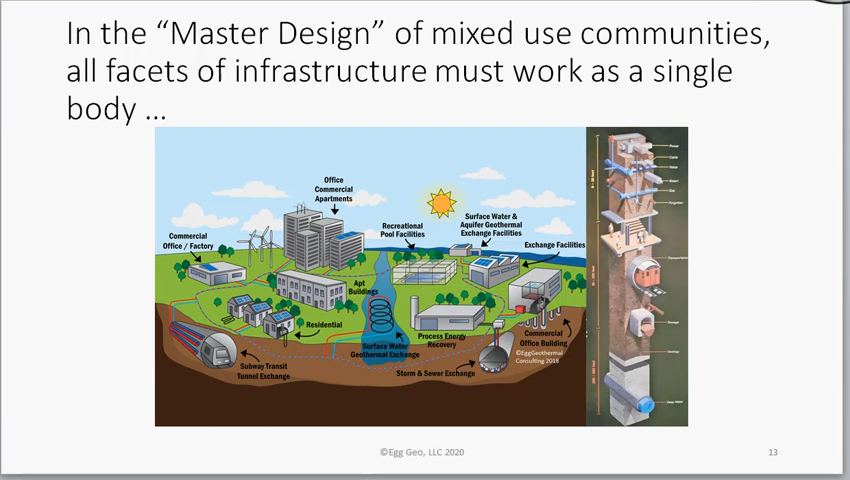 In the “Master Design” of mixed use communities,
all facets of infrastructure must work as a single
body …
Office
Commercial
Apartments
Commercial
Office / Factory
Recreational
Pool Facilities
Surface Water &
Aquifer Geothermal
Exchange Facilities
Exchange Facilities
Apt
Buildings
Residential
Surface Water
Geothermal Exchange
Process Energy
Recovery
Commercial
Office Building
©EggGeothermal
Consulting 2018
Subway Transit
Tunnel Exchange
Storm & Sewer Exchange
©Egg Geo, LLC 2020
13